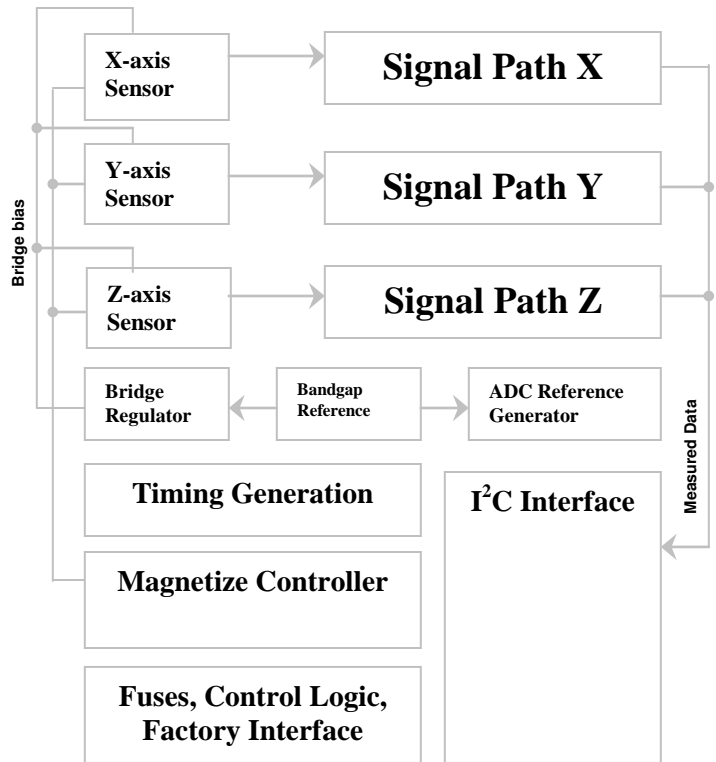 X-axis
Sensor
Signal Path X
Y-axis
Sensor
Signal Path Y
Bridge bias
Z-axis
Sensor
Signal Path Z
Bridge
Regulator
Bandgap
Reference
ADC Reference
Generator
Measured Data
Timing Generation
I²C Interface
Magnetize Controller
Fuses, Control Logic,
Factory Interface